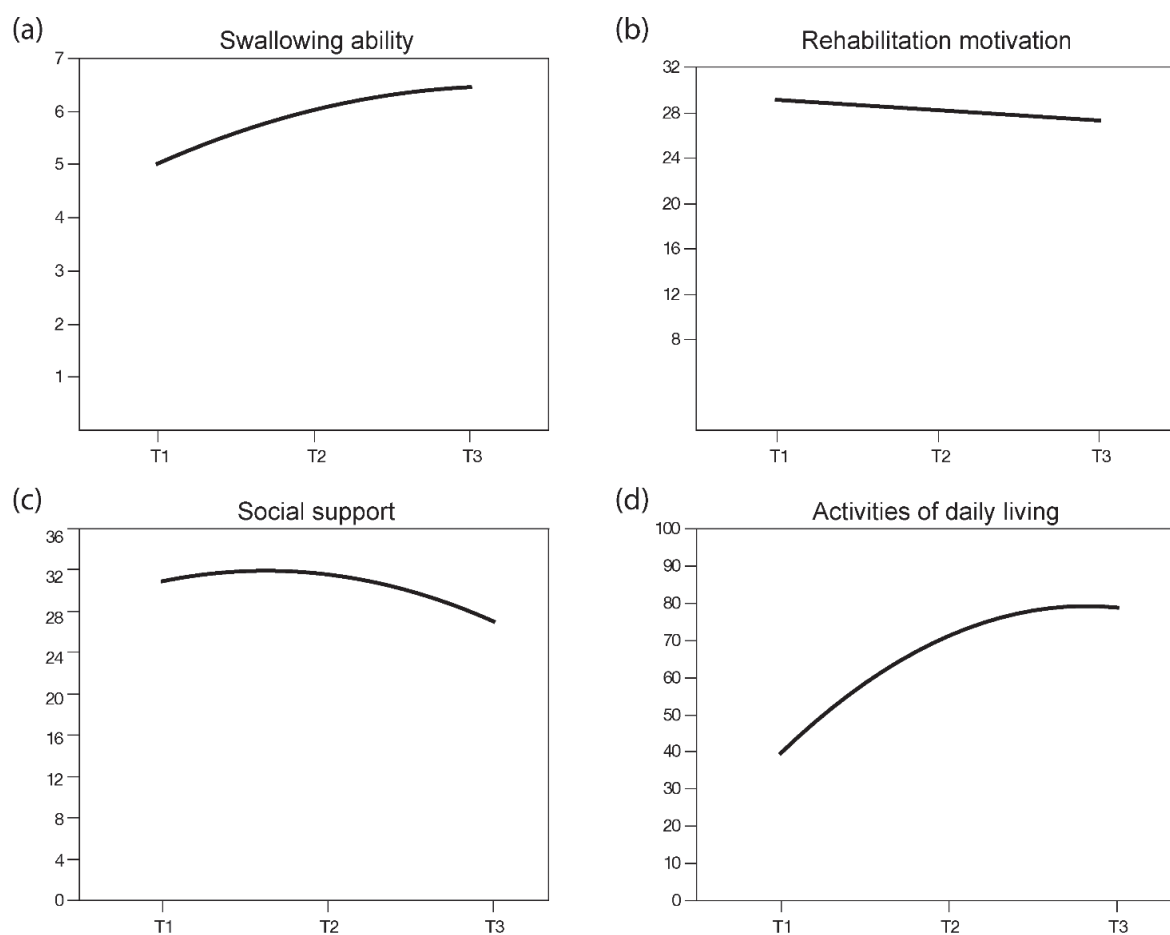 (a)
Swallowing ability
7
6
5
4
3
2
1
T1 T2 T3
(b)
Rehabilitation motivation
32
28
24
20
16
12
8
T1 T2 T3
(c)
Social support
36
32
28
24
20
16
12
8
4
0
T1 T2 T3
(d)
Activities of daily living
100
90
80
70
60
50
40
30
20
10
0
T1 T2 T3